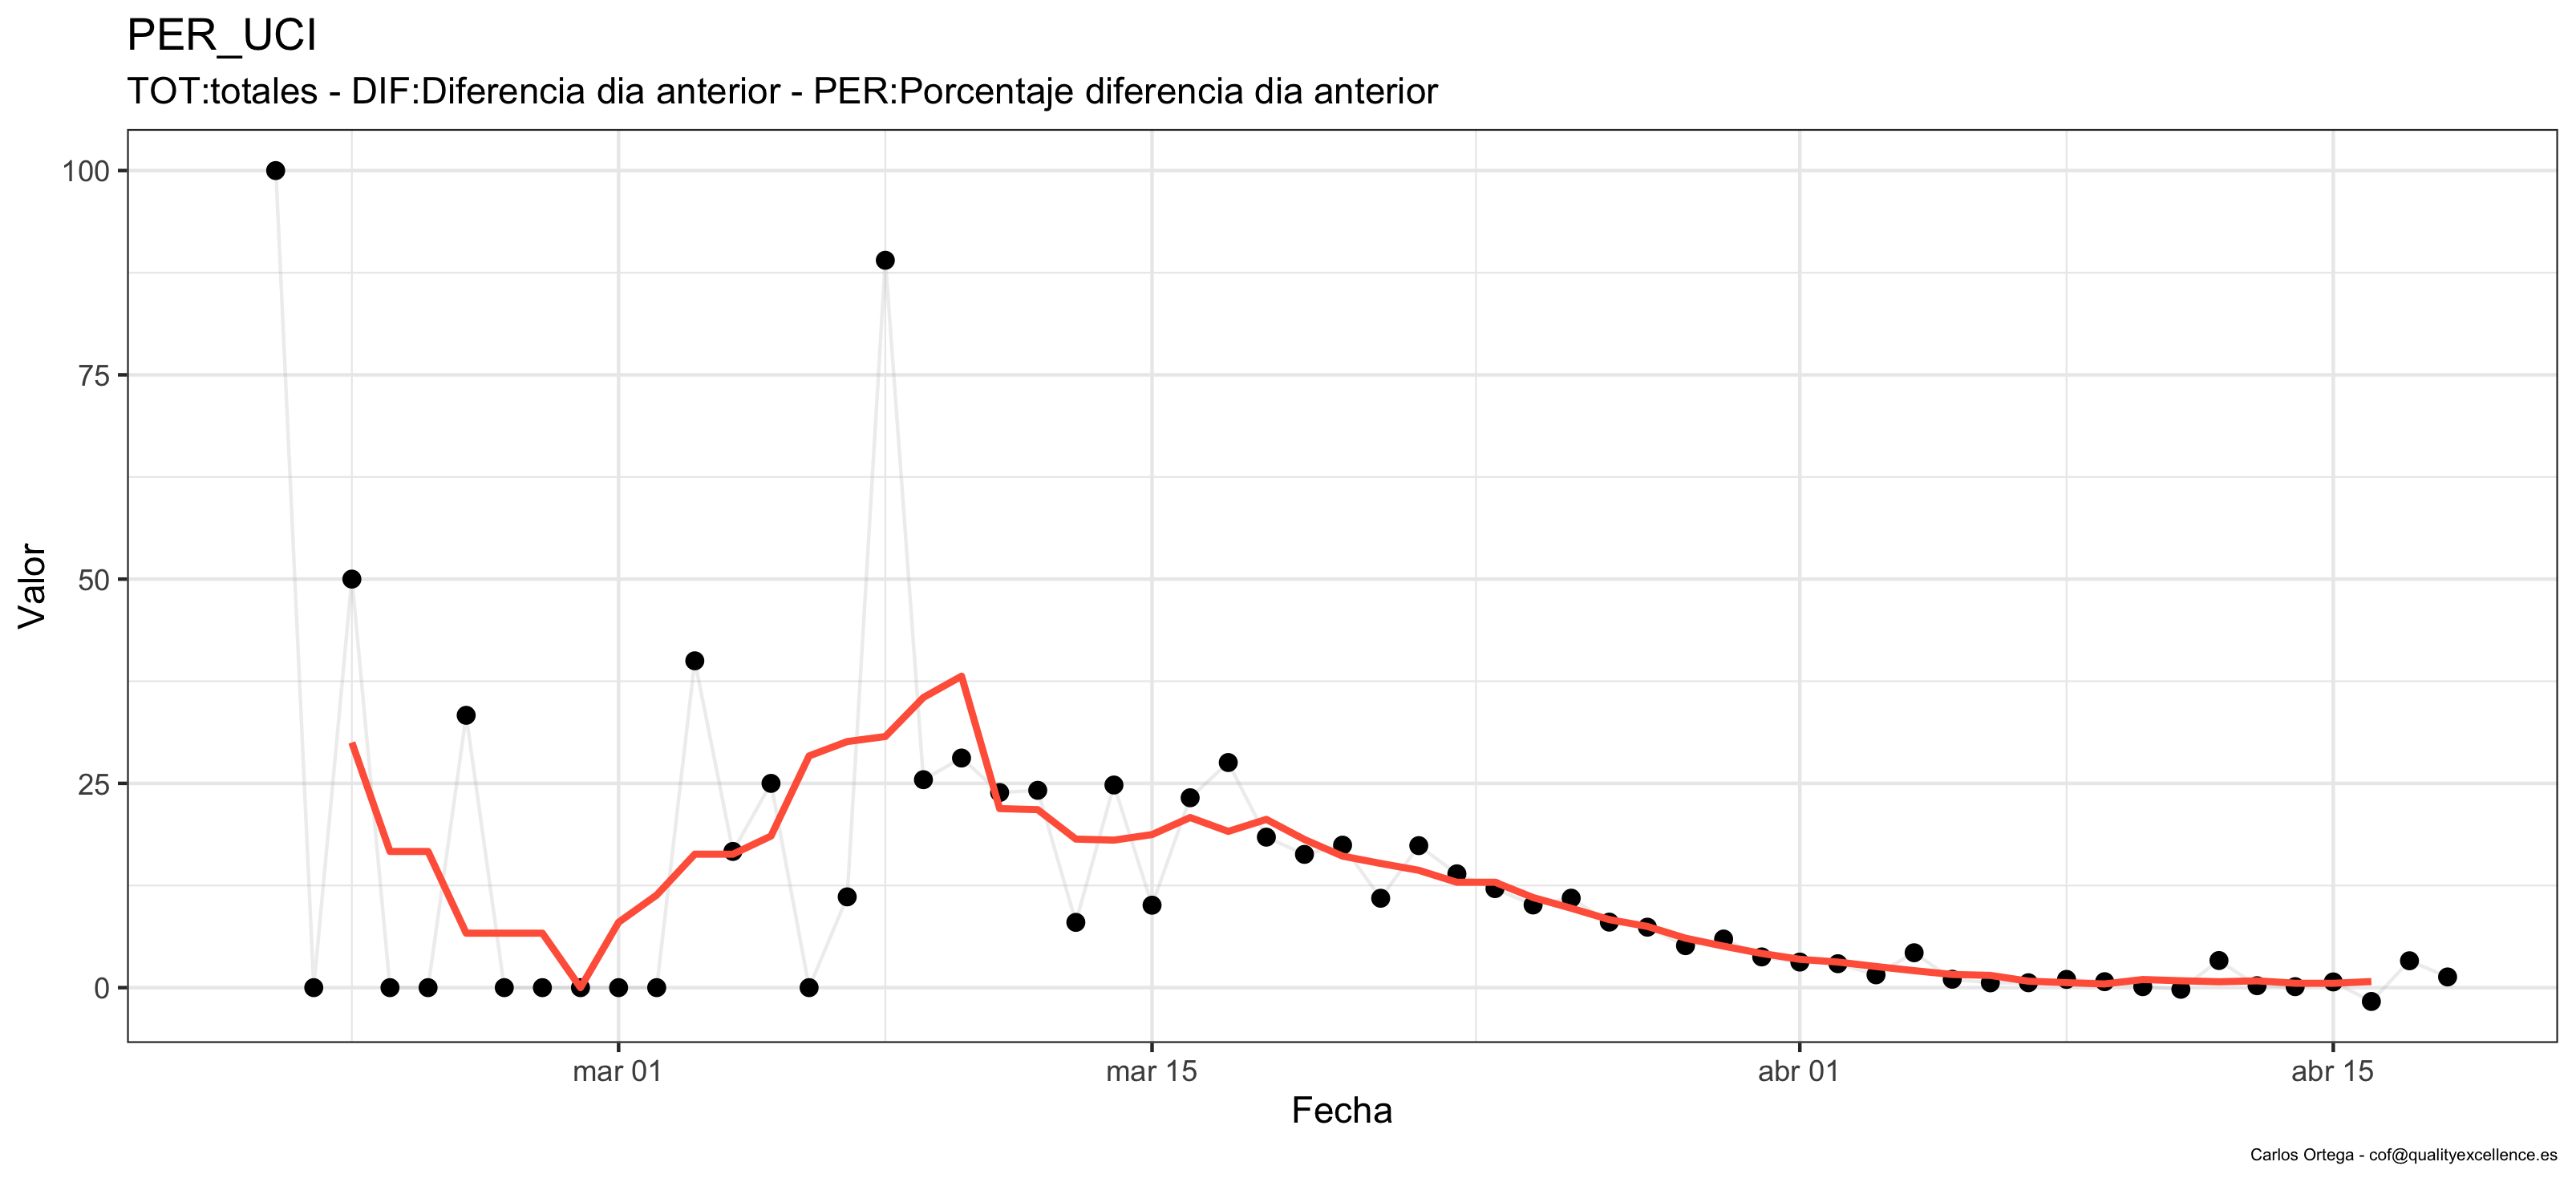 PER_UCI
TOT:totales - DIF:Diferencia dia anterior - PER:Porcentaje diferencia dia anterior
100
75
50
25
0
Valor
mar 01
mar 15
abr 01
abr 15
Fecha
Carlos Ortega - cof@qualityexcellence.es